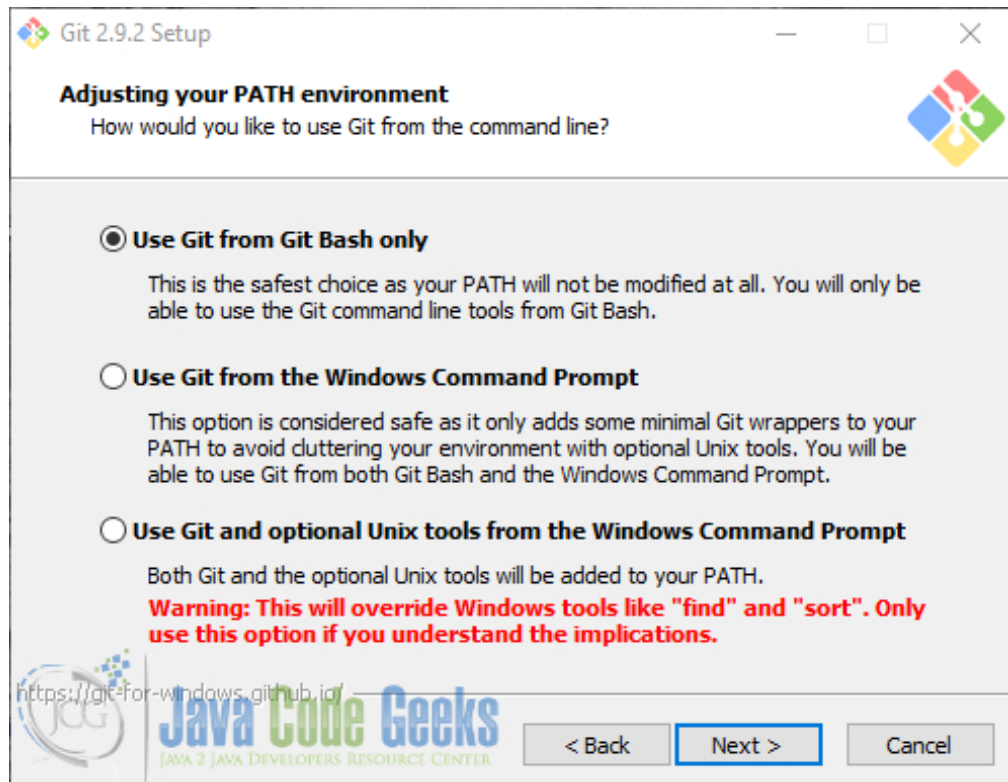 Git 2.9.2 Setup
Adjusting your PATH environment
How would you like to use Git from the command line?
Use Git from Git Bash only
This is the safest choice as your PATH will not be modified at all. You will only be
able to use the Git command line tools from Git Bash.
Use Git from the Windows Command Prompt
This option is considered safe as it only adds some minimal Git wrappers to your
PATH to avoid cluttering your environment with optional Unix tools. You will be
able to use Git from both Git Bash and the Windows Command Prompt.
Use Git and optional Unix tools from the Windows Command Prompt
Both Git and the optional Unix tools will be added to your PATH.
Warning: This will override Windows tools like "find" and "sort". Only
use this option if you understand the implications.
https://git-for-windows.github.io/
JCG
Java Code Geeks
JAVA 2 JAVA DEVELOPERS RESOURCE CENTER
< Back
Next >
Cancel